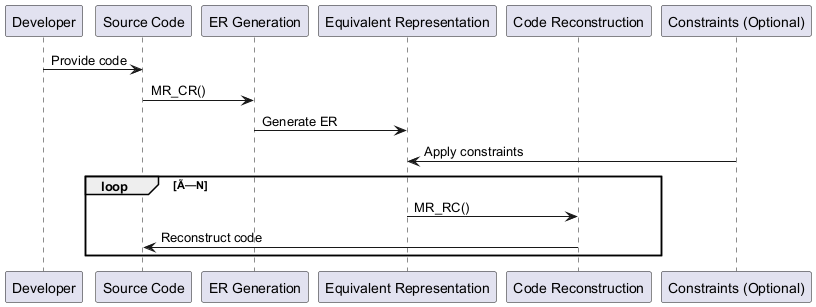 Developer Source Code ER Generation Equivalent Representation Code Reconstruction Constraints (Optional)
Provide code
MR_CR()
Generate ER
Apply constraints
loop [Ã—N]
MR_RC()
Reconstruct code
Developer Source Code ER Generation Equivalent Representation Code Reconstruction Constraints (Optional)